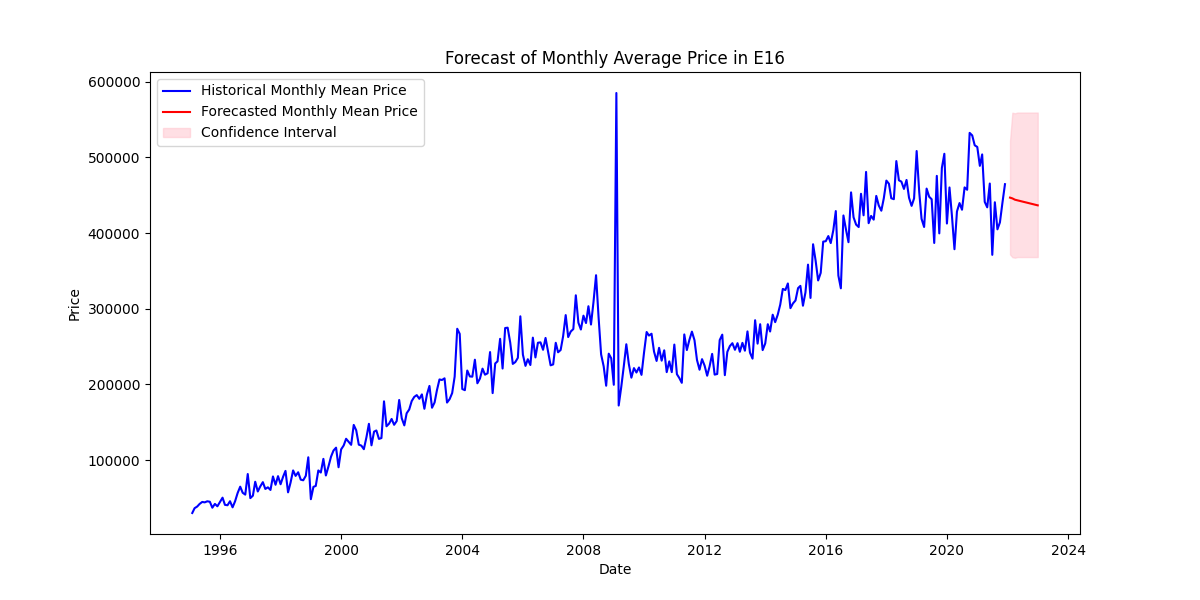 Forecast of Monthly Average Price in E16
Historical Monthly Mean Price
Forecasted Monthly Mean Price
Confidence Interval
600000
500000
400000
300000
200000
100000
Price
1996 2000 2004 2008 2012 2016 2020 2024
Date